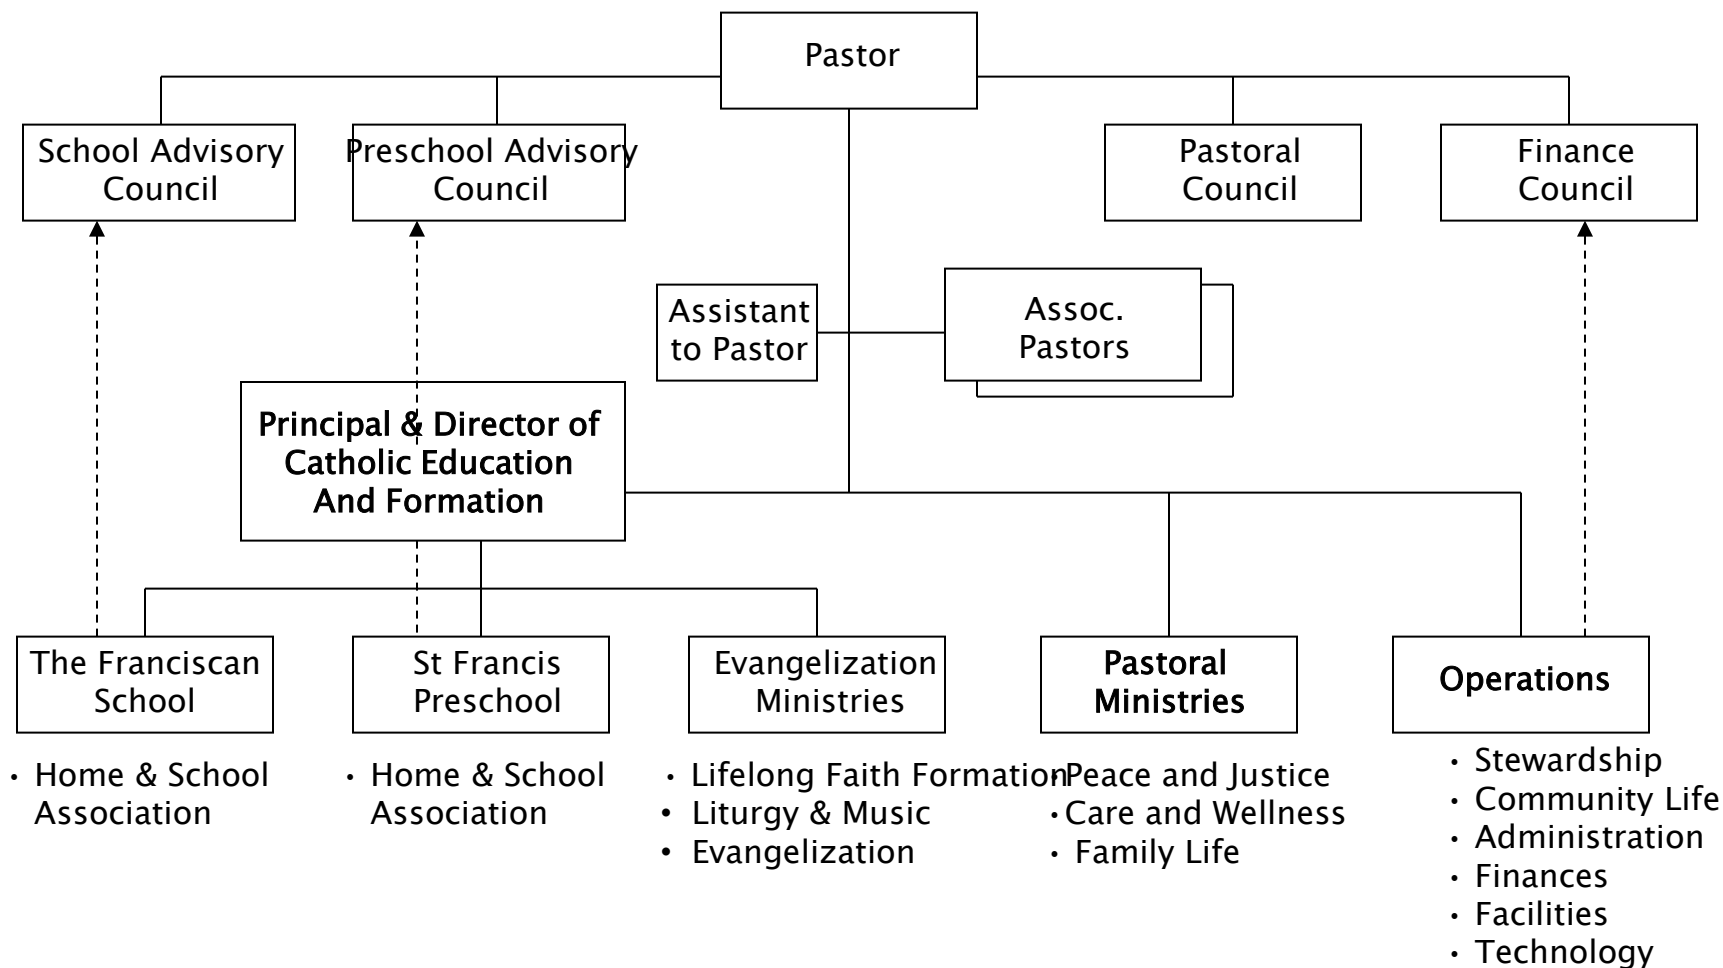 Pastor
School Advisory
Council
Preschool Advisory
Council
Pastoral
Council
Finance
Council
Assistant
to Pastor
Assoc.
Pastors
Principal & Director of
Catholic Education
And Formation
The Franciscan
School
St Francis
Preschool
Evangelization
Ministries
Pastoral
Ministries
Operations
• Home & School
Association
• Home & School
Association
• Lifelong Faith Formation
• Liturgy & Music
• Evangelization
• Peace and Justice
• Care and Wellness
• Family Life
• Stewardship
• Community Life
• Administration
• Finances
• Facilities
• Technology